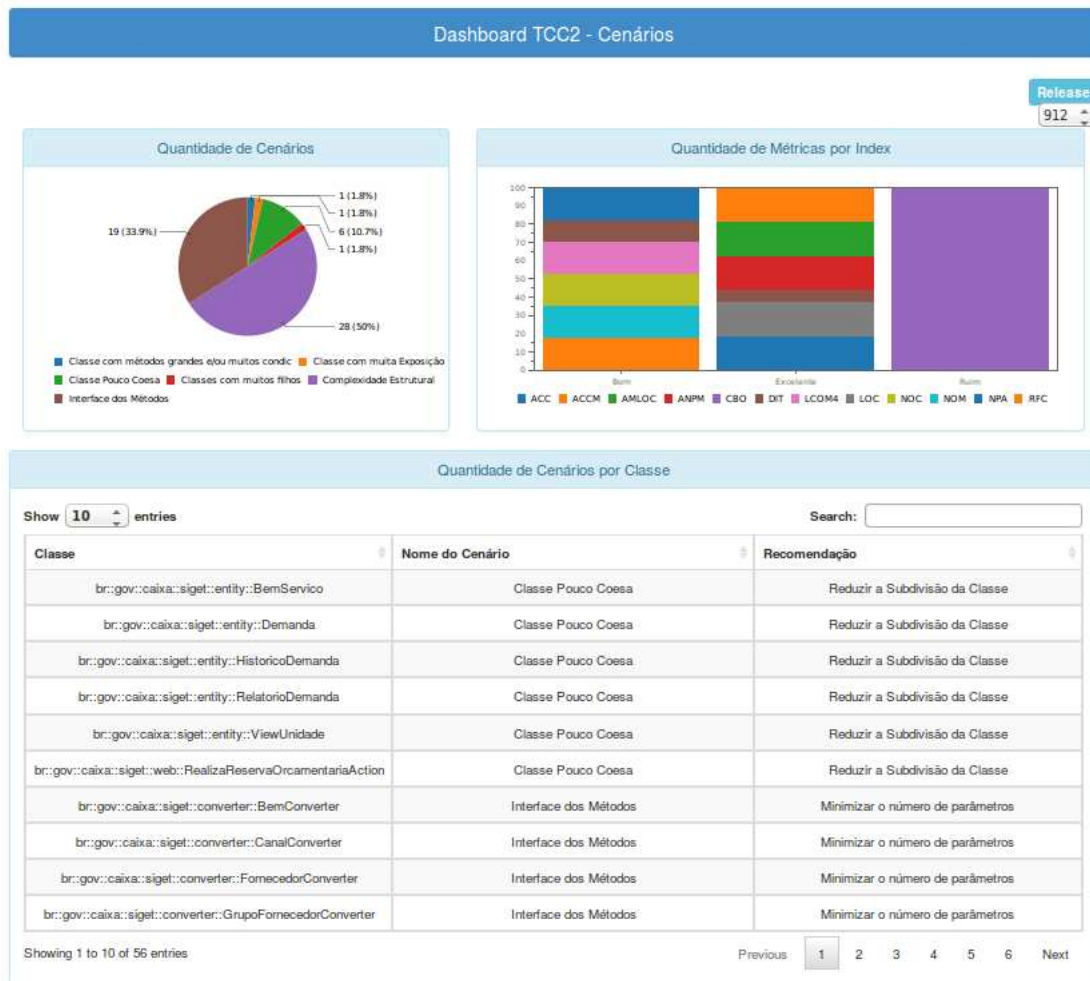 Dashboard TCC2 - Cenários
Release
912
Quantidade de Cenários
1 (1.8%)
1 (1.8%)
6 (10.7%)
1 (1.8%)
19 (33.9%)
28 (50%)
Classe com métodos grandes e/ou muitos condic Classe com muita Exposição
Classe Pouco Coesa Classes com muitos filhos Complexidade Estrutural
Interface dos Métodos
Quantidade de Métricas por Index
100
90
80
70
60
50
40
30
20
10
0
Bom Excelente Ruim
ACC ACCM AMLOC ANPM CBO DIT LCOM4 LOC NOC NOM NPA RFC
Quantidade de Cenários por Classe
Show 10 entries Search:
Classe Nome do Cenário Recomendação
br::gov::caixa::siget::entity::BemServico Classe Pouco Coesa Reduzir a Subdivisão da Classe
br::gov::caixa::siget::entity::Demanda Classe Pouco Coesa Reduzir a Subdivisão da Classe
br::gov::caixa::siget::entity::HistoricoDemanda Classe Pouco Coesa Reduzir a Subdivisão da Classe
br::gov::caixa::siget::entity::RelatorioDemanda Classe Pouco Coesa Reduzir a Subdivisão da Classe
br::gov::caixa::siget::entity::ViewUnidade Classe Pouco Coesa Reduzir a Subdivisão da Classe
br::gov::caixa::siget::web::RealizaReservaOrcamentariaAction Classe Pouco Coesa Reduzir a Subdivisão da Classe
br::gov::caixa::siget::converter::BemConverter Interface dos Métodos Minimizar o número de parâmetros
br::gov::caixa::siget::converter::CanalConverter Interface dos Métodos Minimizar o número de parâmetros
br::gov::caixa::siget::converter::FornecedorConverter Interface dos Métodos Minimizar o número de parâmetros
br::gov::caixa::siget::converter::GrupoFornecedorConverter Interface dos Métodos Minimizar o número de parâmetros
Showing 1 to 10 of 56 entries Previous 1 2 3 4 5 6 Next